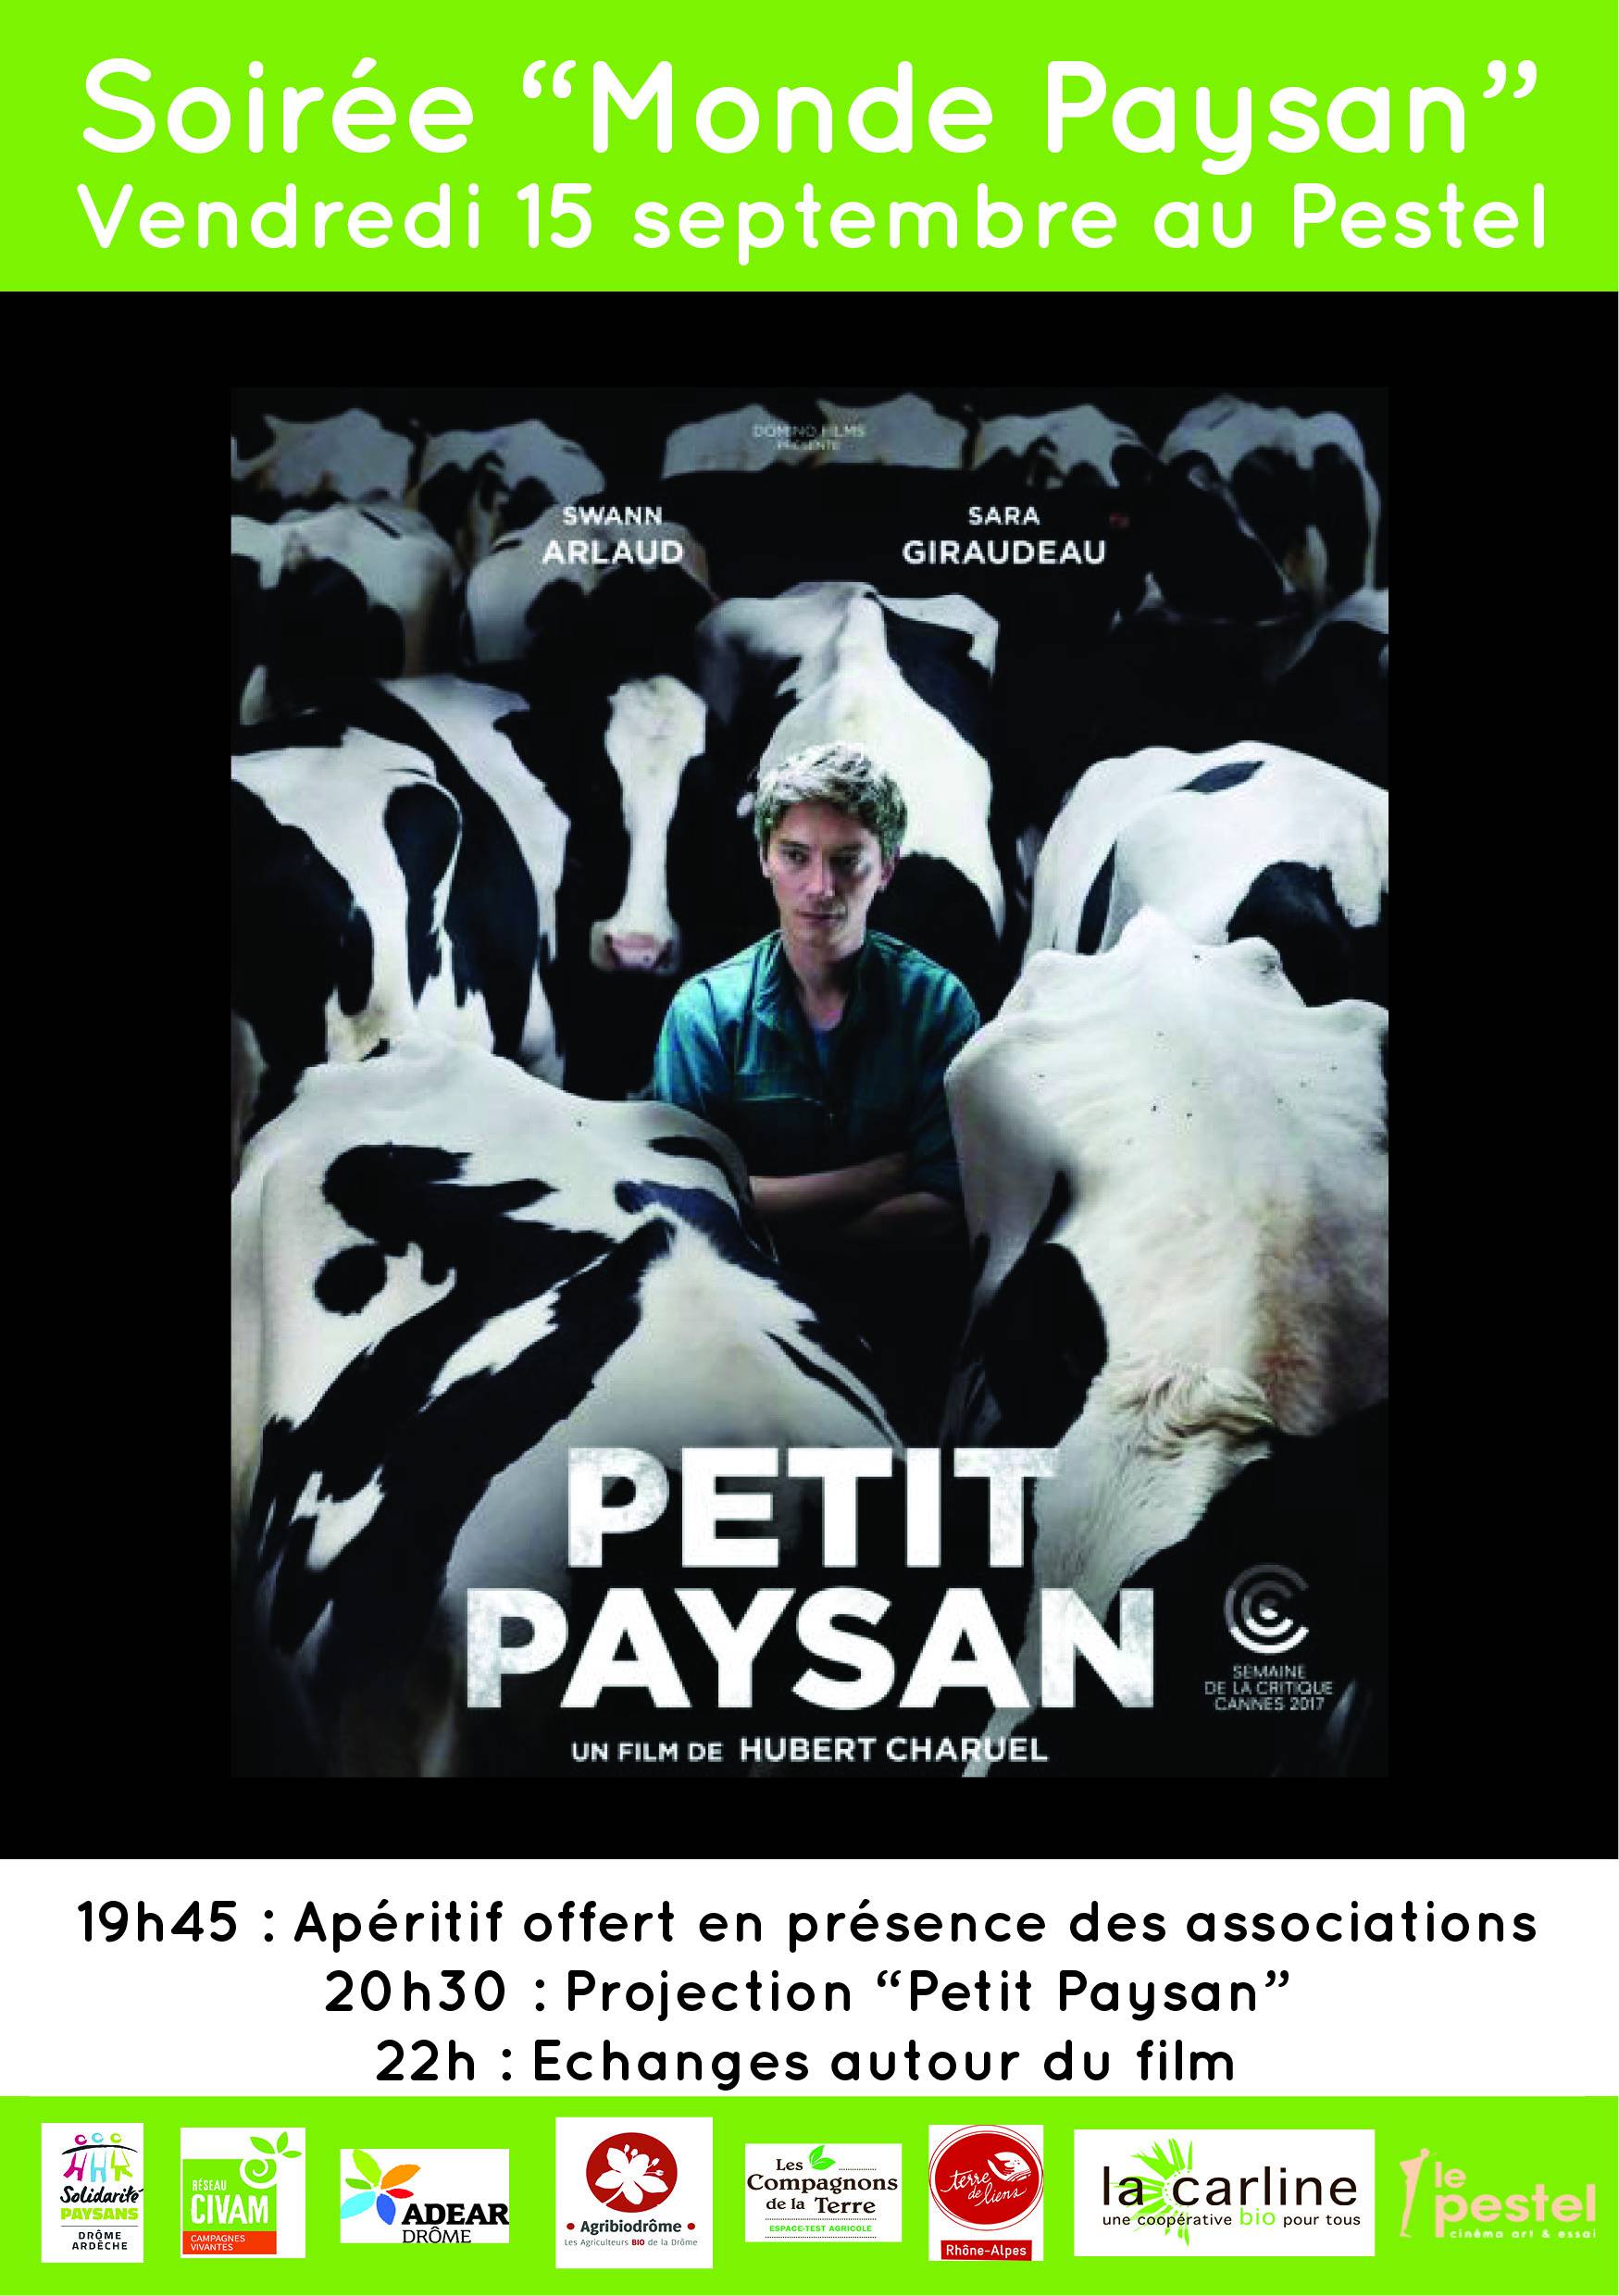 Soirée “Monde Paysan”
Vendredi 15 septembre au Pestel
DOMINO FILMS
PRÉSENTE
SWANN
ARLAUD
SARA
GIRAUDEAU
PETIT
PAYSAN
SEMAINE
DE LA CRITIQUE
CANNES 2017
UN FILM DE HUBERT CHARUEL
19h45 : Apéritif offert en présence des associations
20h30 : Projection “Petit Paysan”
22h : Echanges autour du film
Solidarité
PAYSANS
DRÔME
ARDÈCHE
RÉSEAU
CIVAM
CAMPAGNES
VIVANTES
ADEAR
DRÔME
• Agribiodrôme •
Les Agriculteurs BIO de la Drôme
Les
Compagnons
de la Terre
ESPACE-TEST AGRICOLE
terre
de liens
Rhône-Alpes
la carline
une coopérative bio pour tous
le
pestel
cinéma art & essai